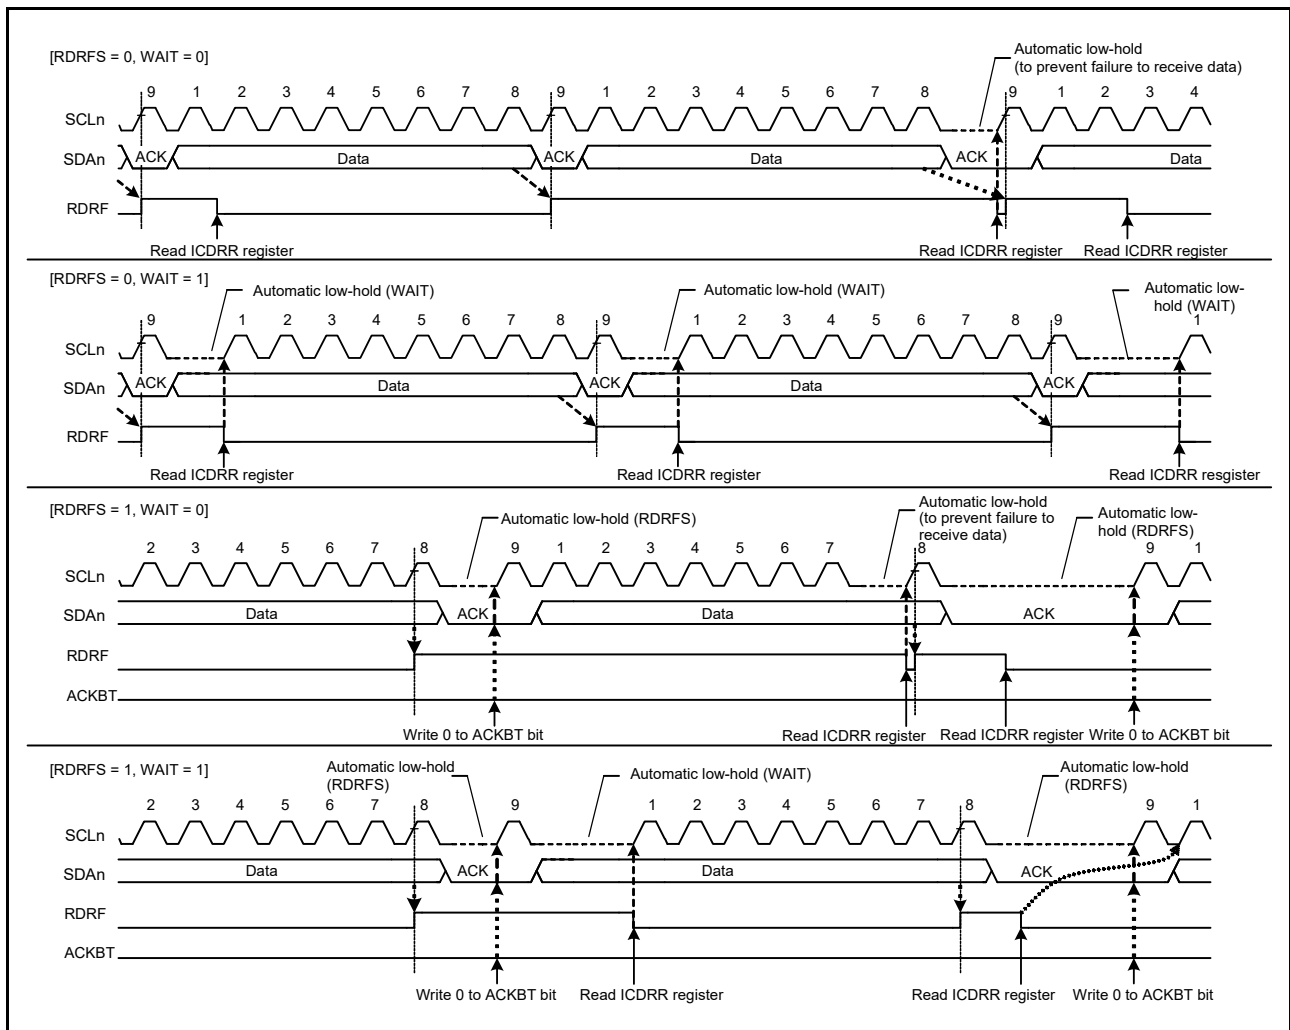 [RDRFS = 0, WAIT = 0]
Automatic low-hold
(to prevent failure to receive data)
9 1 2 3 4 5 6 7 8 9 1 2 3 4 5 6 7 8 9 1 2 3 4
SCLn
SDAn ACK Data ACK Data ACK Data
RDRF
Read ICDRR register Read ICDRR register Read ICDRR register
[RDRFS = 0, WAIT = 1]
Automatic low-hold (WAIT) Automatic low-hold (WAIT) Automatic low-
hold (WAIT)
9 1 2 3 4 5 6 7 8 9 1 2 3 4 5 6 7 8 9 1
SCLn
SDAn ACK Data ACK Data ACK
RDRF
Read ICDRR register Read ICDRR register Read ICDRR resgister
[RDRFS = 1, WAIT = 0]
Automatic low-hold (RDRFS) Automatic low-hold
(to prevent failure to
receive data)
Automatic low-
hold (RDRFS)
2 3 4 5 6 7 8 9 1 2 3 4 5 6 7 8 9 1
SCLn
SDAn Data ACK Data ACK
RDRF
ACKBT
Write 0 to ACKBT bit Read ICDRR register Read ICDRR register Write 0 to ACKBT bit
[RDRFS = 1, WAIT = 1]
Automatic low-hold
(RDRFS)
Automatic low-hold (WAIT)
Automatic low-hold
(RDRFS)
2 3 4 5 6 7 8 9 1 2 3 4 5 6 7 8 9 1
SCLn
SDAn Data ACK Data ACK
RDRF
ACKBT
Write 0 to ACKBT bit Read ICDRR register Read ICDRR register Write 0 to ACKBT bit